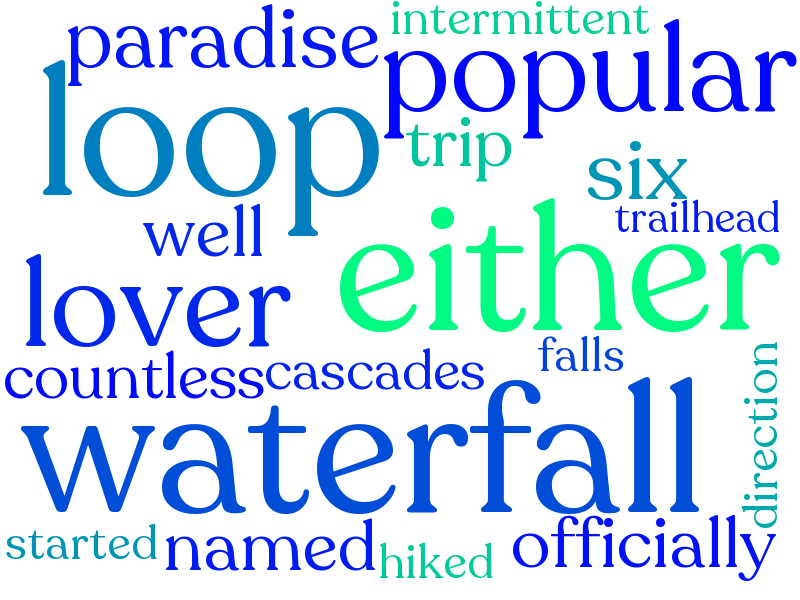 intermittent
paradise
popular
loop
trip
six
trailhead
well
either
lover
falls
countless
cascades
direction
waterfall
started
named
hiked
officially